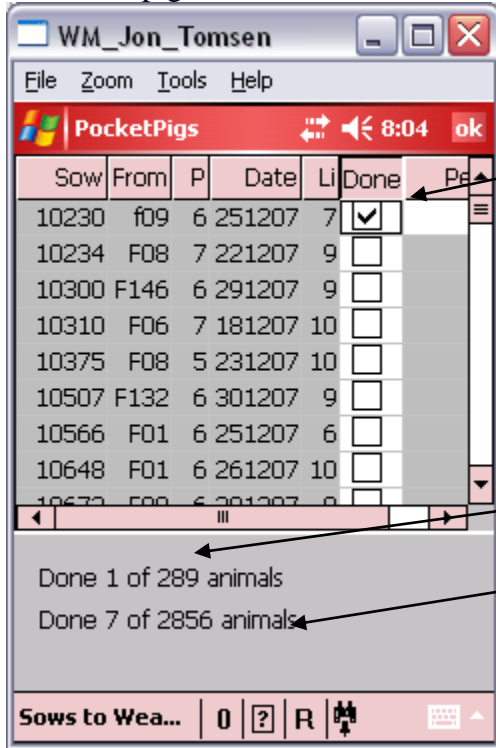 WM_Jon_Tomsen
File Zoom Tools Help
PocketPigs 8:04 ok
Sow From P Date Li Done
10230 f09 6 251207 7
10234 F08 7 221207 9
10300 F146 6 291207 9
10310 F06 7 181207 10
10375 F08 5 231207 10
10507 F132 6 301207 9
10566 F01 6 251207 6
10648 F01 6 261207 10
Done 1 of 289 animals
Done 7 of 2856 animals
Sows to Wea... 0 ? R